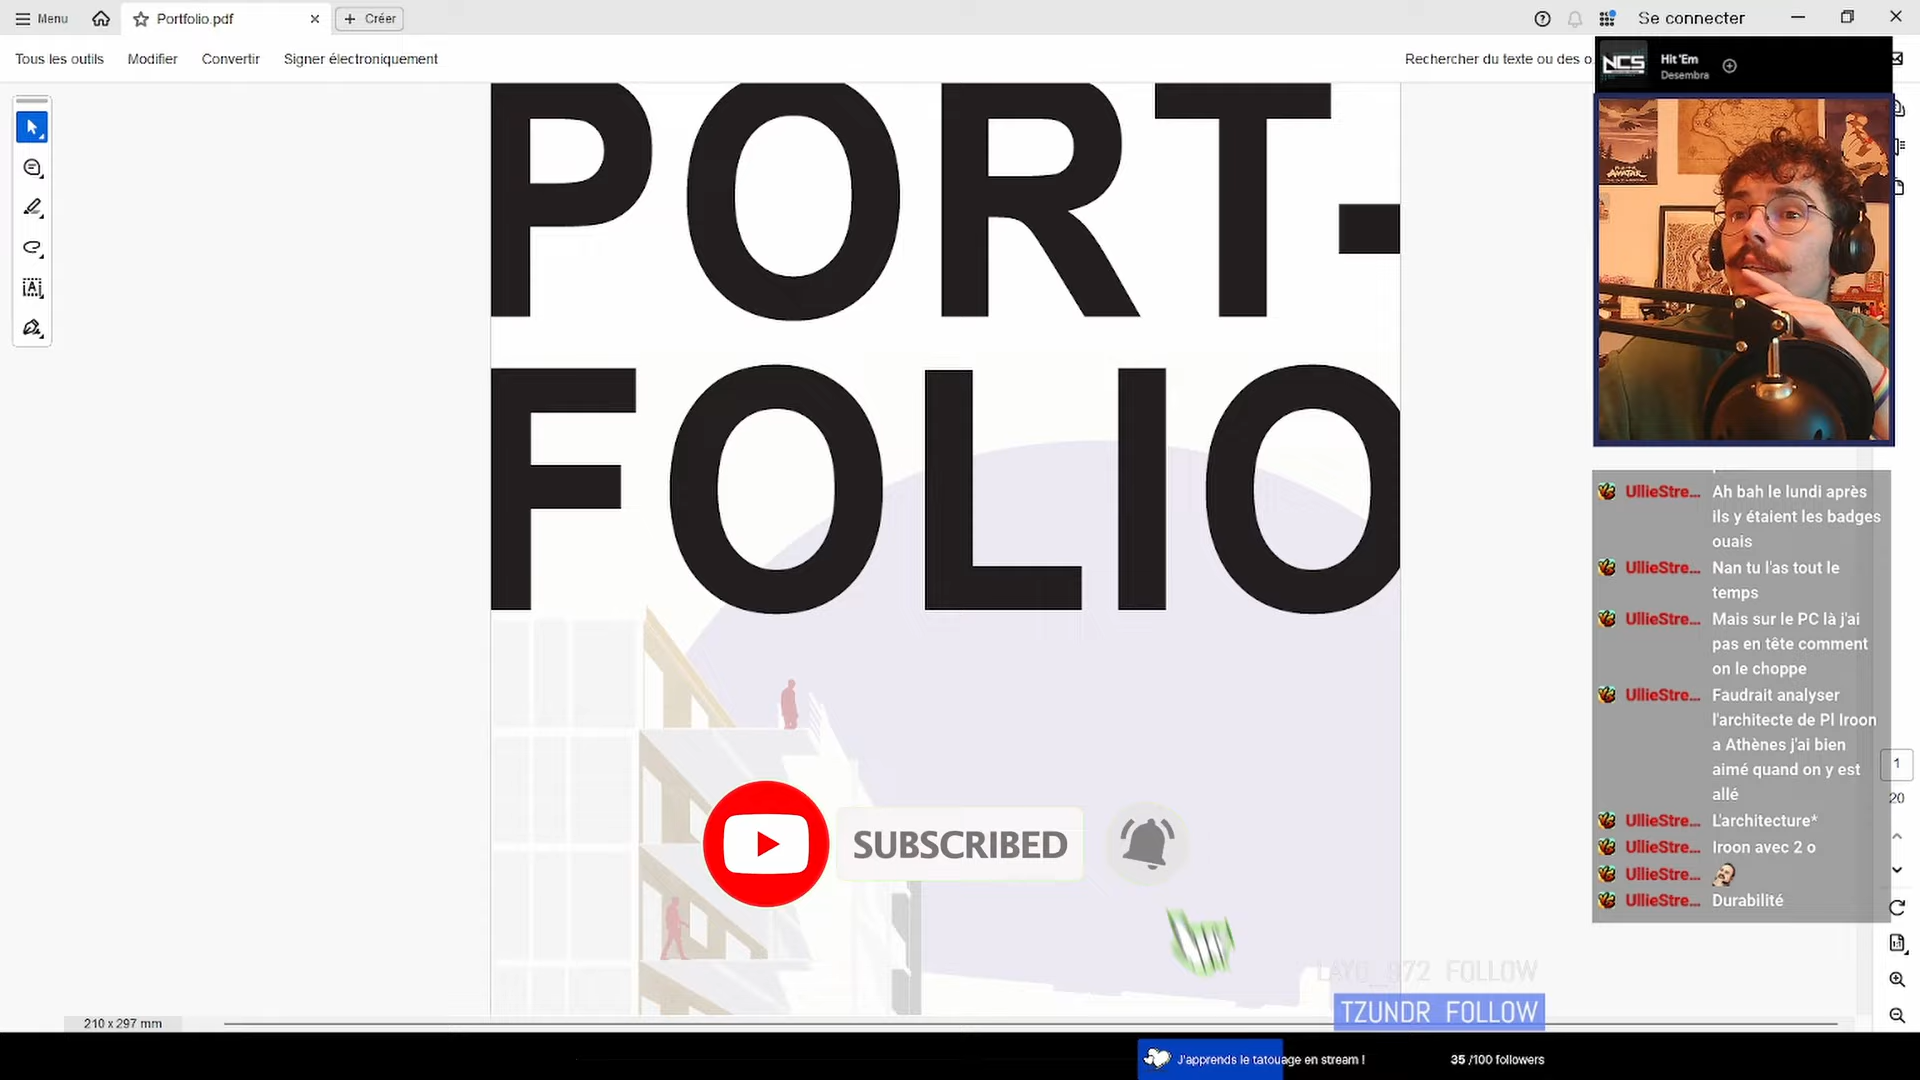 Menu
Portfolio.pdf
Créer
Se connecter
Tous les outils
Modifier
Convertir
Signer électroniquement
Rechercher du texte ou des o
NCS
Hit 'Em
Desembra
AVATAR
PORT-
FOLIO
UllieStre... Ah bah le lundi après
ils y étaient les badges
ouais
UllieStre... Nan tu l'as tout le
temps
UllieStre... Mais sur le PC là j'ai
pas en tête comment
on le choppe
UllieStre... Faudrait analyser
l'architecte de Pl Iroon
a Athènes j'ai bien
aimé quand on y est
allé
UllieStre... L'architecture*
UllieStre... Iroon avec 2 o
UllieStre...
UllieStre... Durabilité
1
20
SUBSCRIBED
LAYO_972 FOLLOW
TZUNDR FOLLOW
210 x 297 mm
J'apprends le tatouage en stream !
35 /100 followers